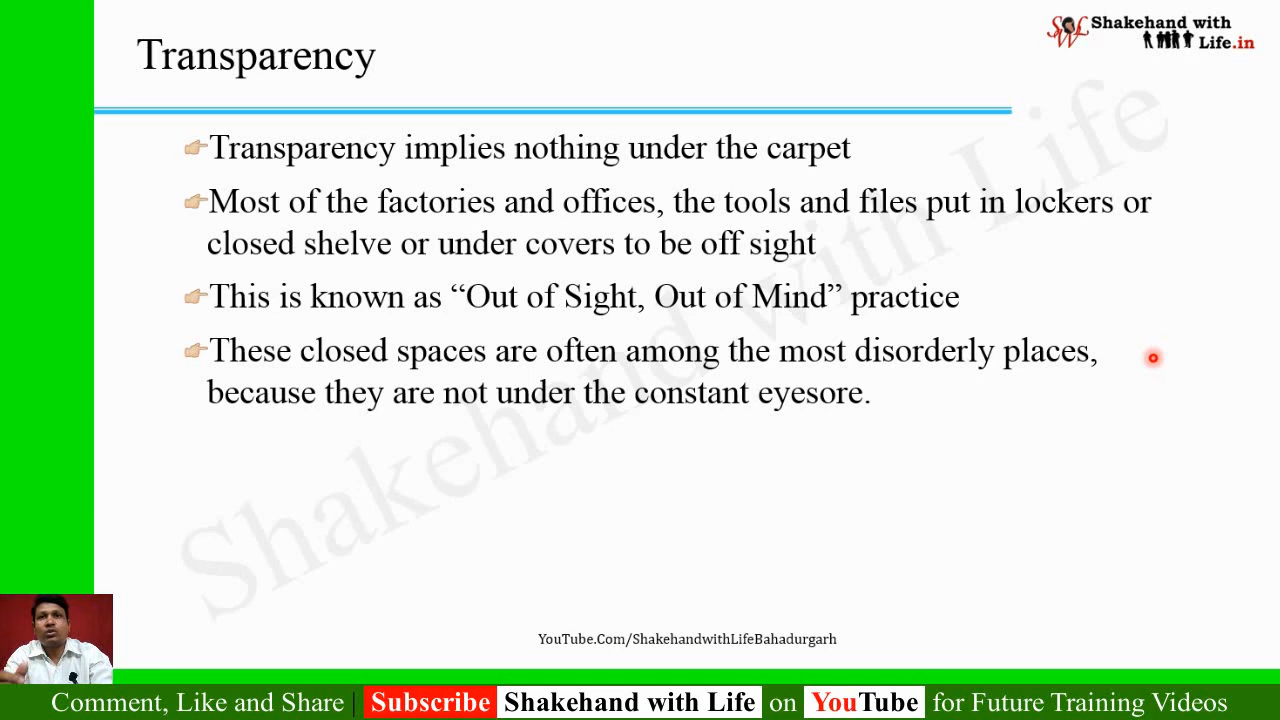 Shakehand with
Life.in
SWL
Transparency
Transparency implies nothing under the carpet
Most of the factories and offices, the tools and files put in lockers or
closed shelve or under covers to be off sight
This is known as “Out of Sight, Out of Mind” practice
These closed spaces are often among the most disorderly places,
because they are not under the constant eyesore.
Shakehand with Life
YouTube.Com/ShakehandwithLifeBahadurgarh
Comment, Like and Share | Subscribe Shakehand with Life on YouTube for Future Training Videos